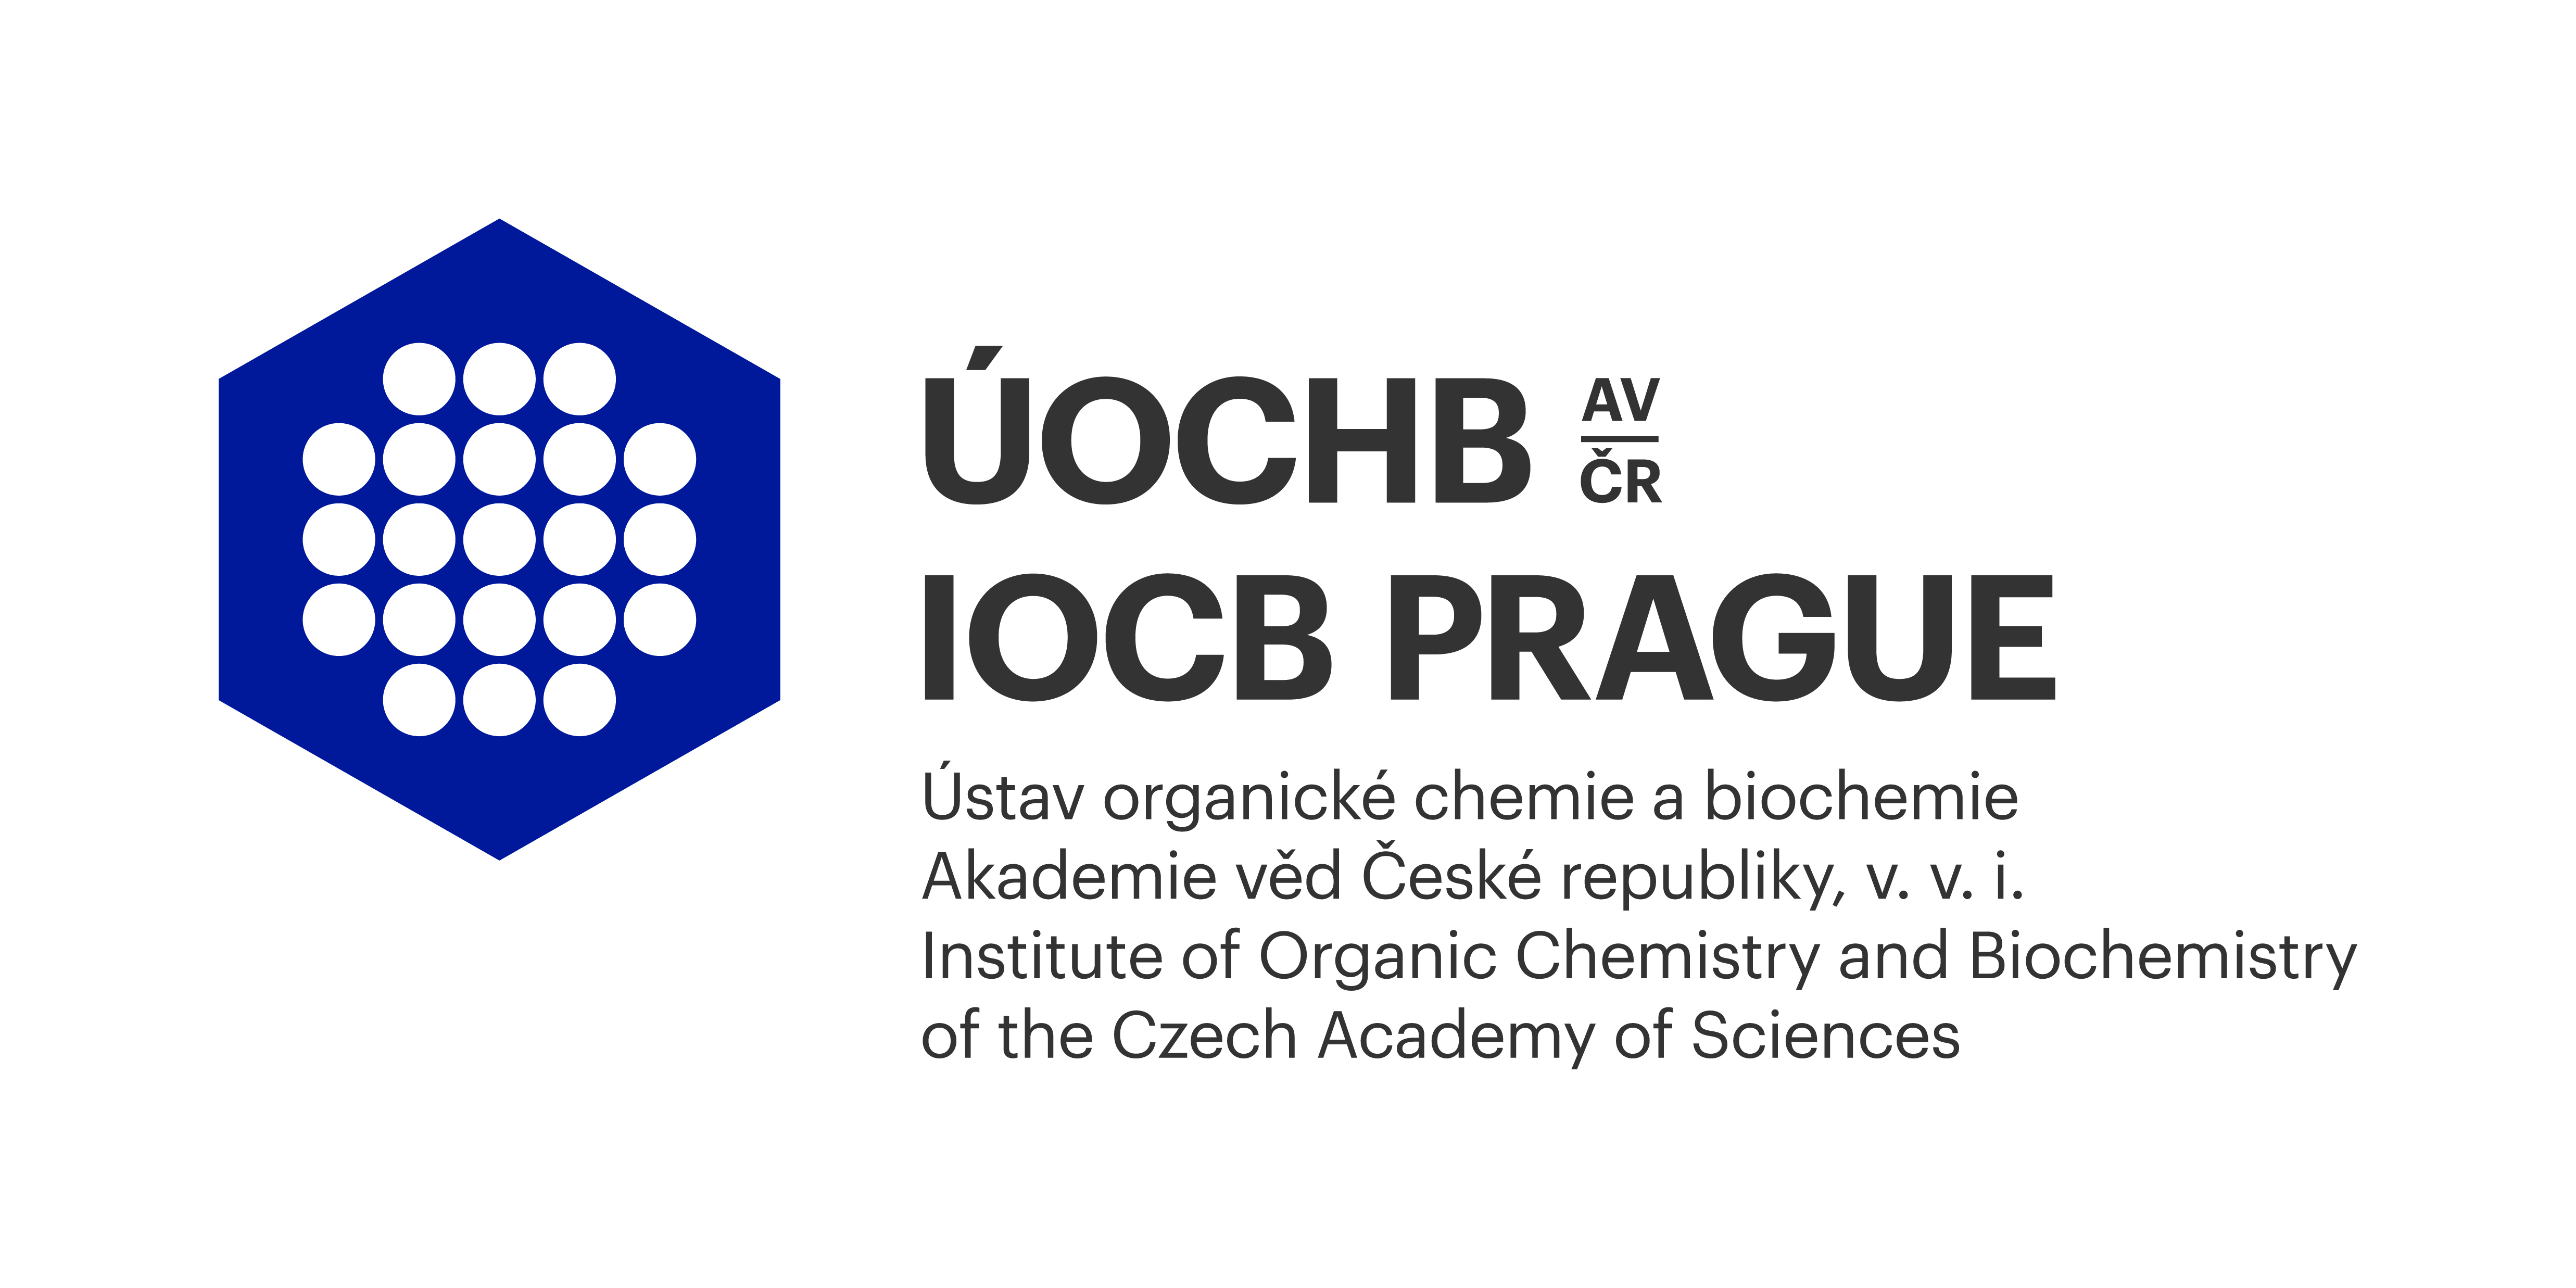 ÚOCHB AV ČR
IOCB PRAGUE
Ústav organické chemie a biochemie
Akademie věd České republiky, v. v. i.
Institute of Organic Chemistry and Biochemistry
of the Czech Academy of Sciences